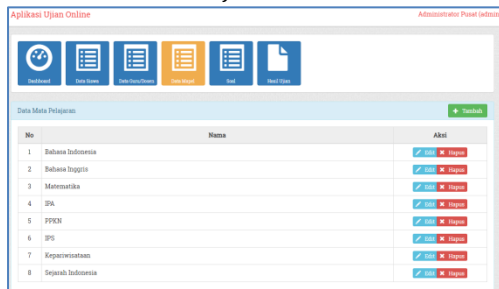 Aplikasi Ujian Online
Administrator Pusat (admin
Dashboard
Data Siswa
Data Guru/Dosen
Data Mapel
Soal
Hasil Ujian
Data Mata Pelajaran
Tambah
No Nama Aksi
1 Bahasa Indonesia Edit Hapus
2 Bahasa Inggris Edit Hapus
3 Matematika Edit Hapus
4 IPA Edit Hapus
5 PPKN Edit Hapus
6 IPS Edit Hapus
7 Kepariwisataan Edit Hapus
8 Sejarah Indonesia Edit Hapus